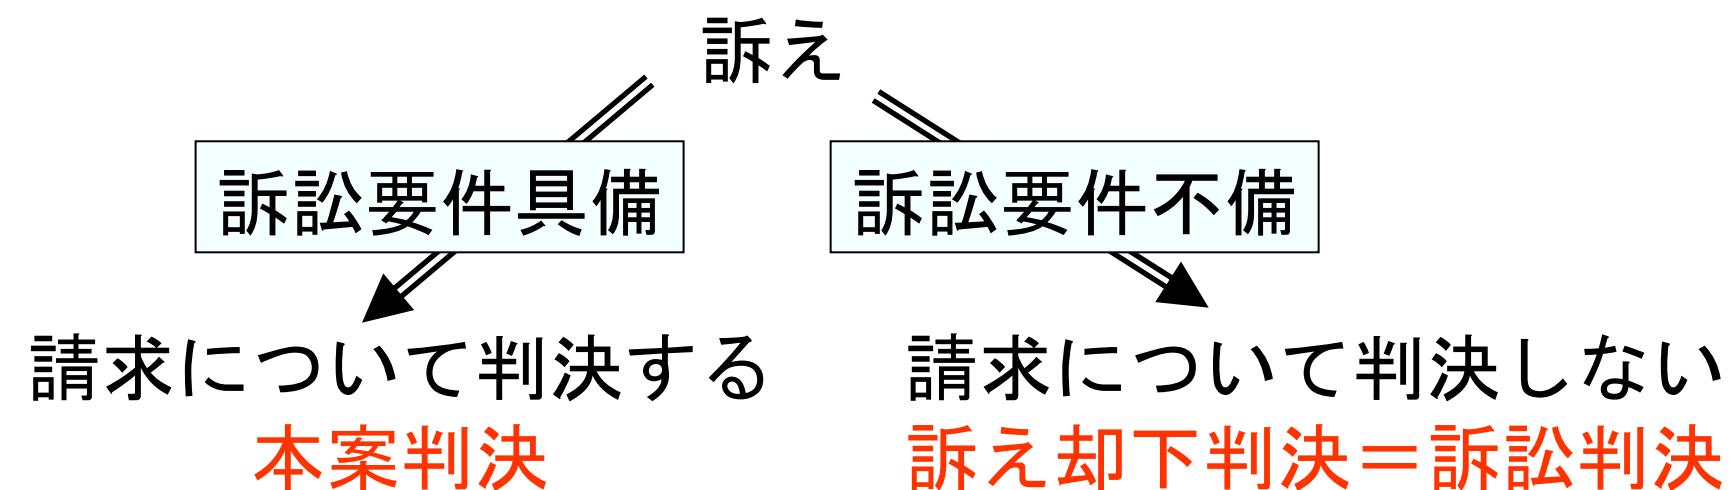 訴え
訴訟要件具備
訴訟要件不備
請求について判決する
本案判決
請求について判決しない
訴え却下判決＝訴訟判決